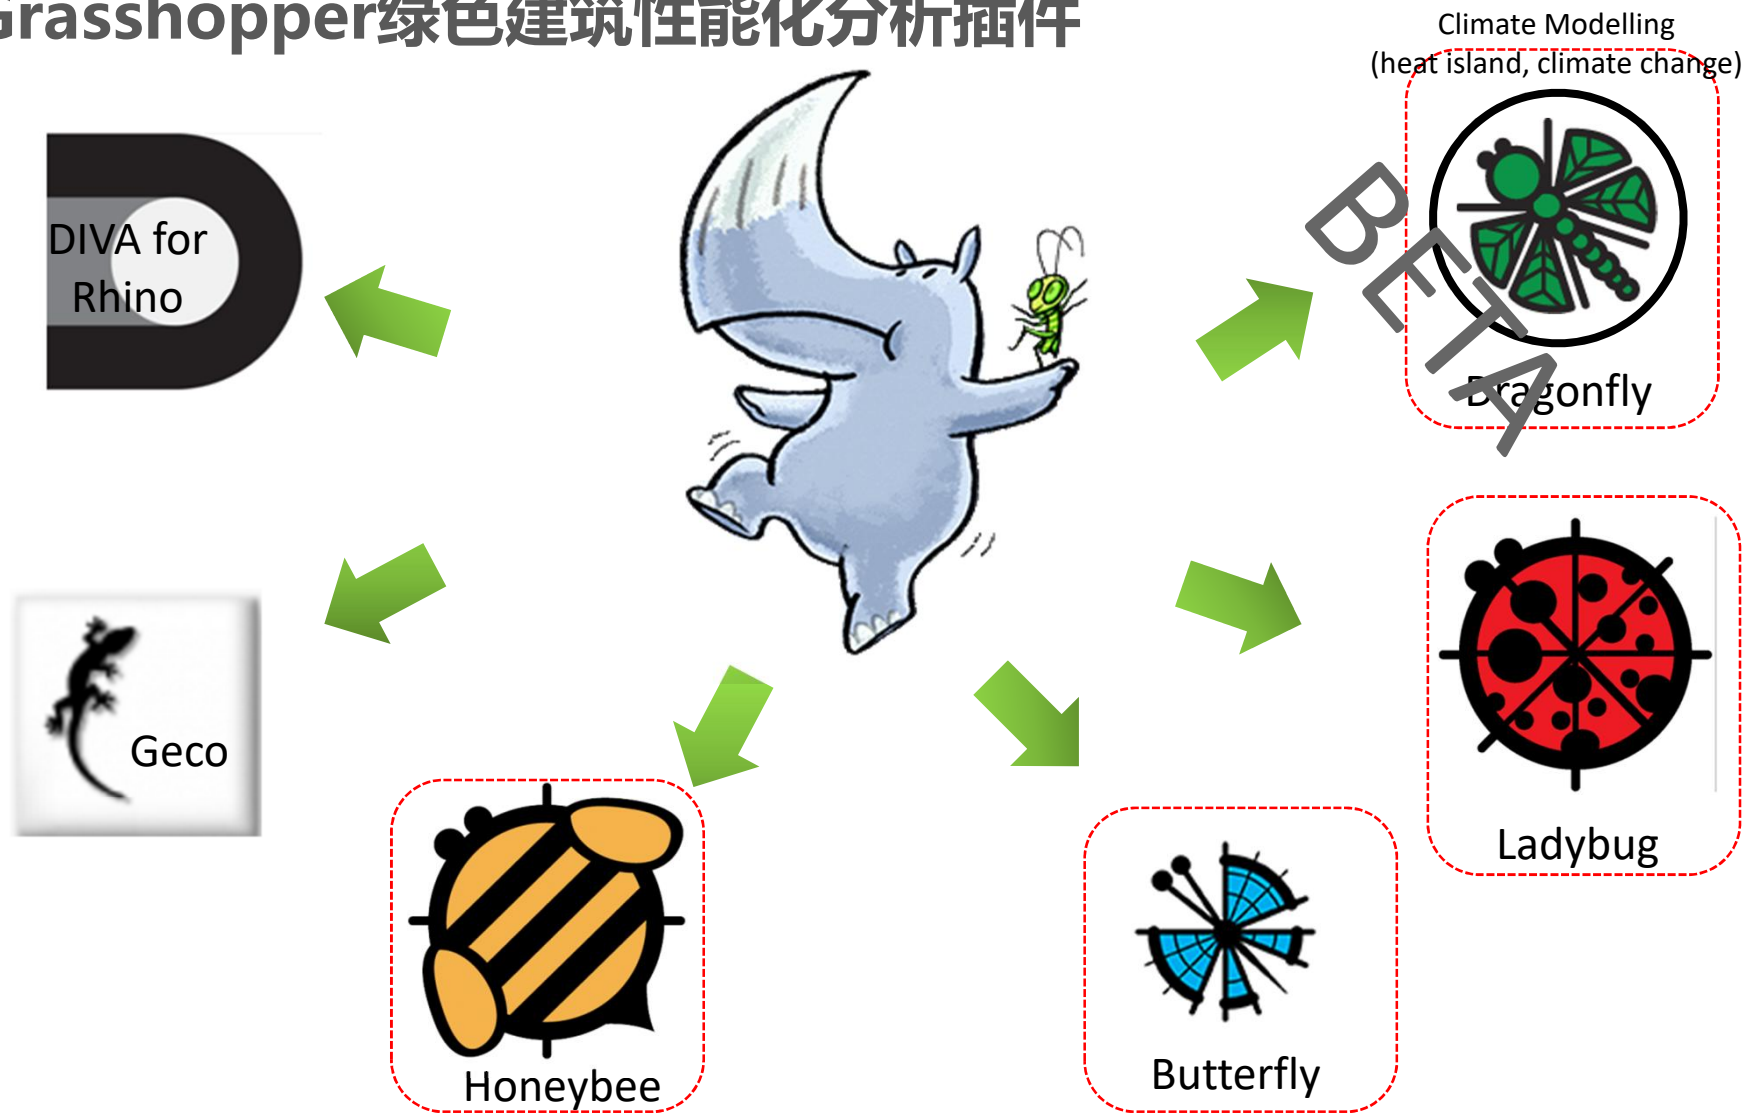 Grasshopper绿色建筑性能化分析插件
Climate Modelling
(heat island, climate change)
DIVA for
Rhino
BETA
Dragonfly
Geco
Ladybug
Honeybee
Butterfly